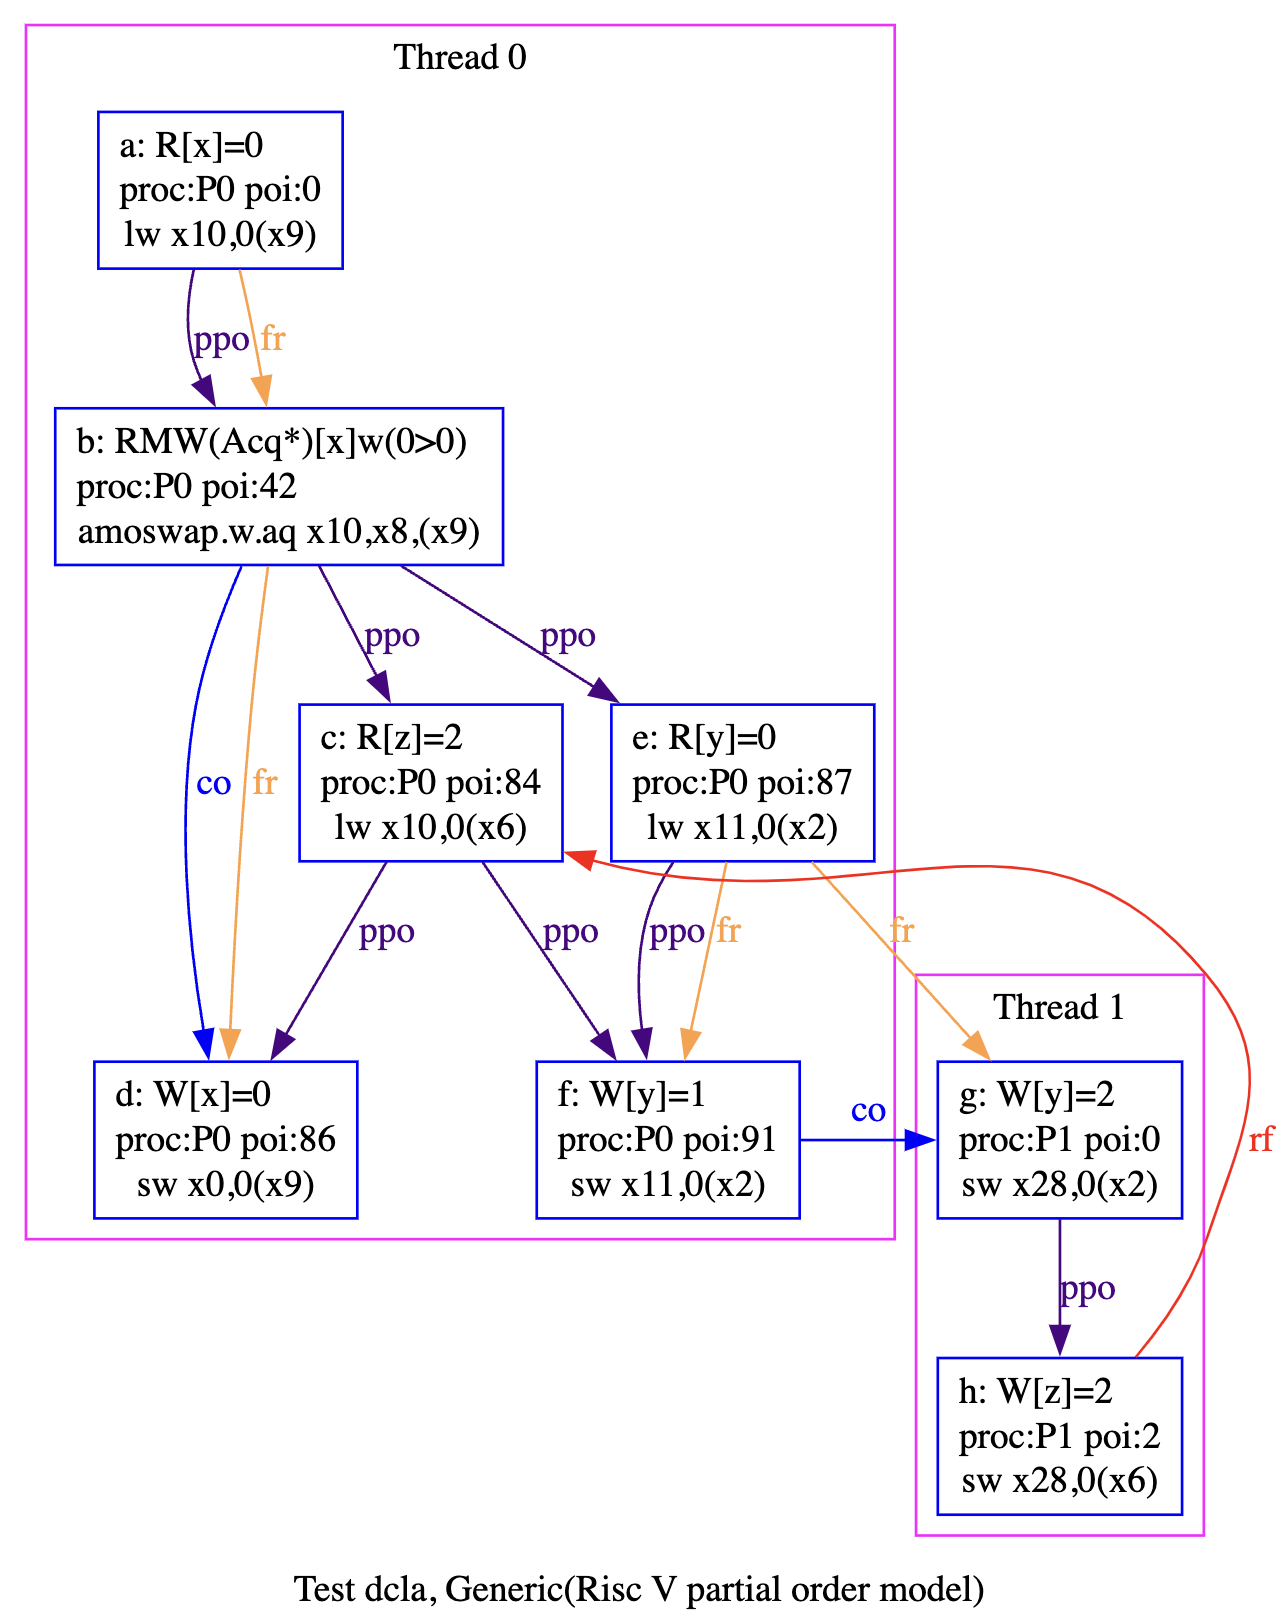 Thread 0
a: R[x]=0
proc:P0 poi:0
lw x10,0(x9)
ppo
fr
b: RMW(Acq*)[x]w(0>0)
proc:P0 poi:42
amoswap.w.aq x10,x8,(x9)
ppo
ppo
co
fr
c: R[z]=2
proc:P0 poi:84
lw x10,0(x6)
e: R[y]=0
proc:P0 poi:87
lw x11,0(x2)
ppo
ppo
ppo
fr
fr
Thread 1
d: W[x]=0
proc:P0 poi:86
sw x0,0(x9)
f: W[y]=1
proc:P0 poi:91
sw x11,0(x2)
co
g: W[y]=2
proc:P1 poi:0
sw x28,0(x2)
rf
ppo
h: W[z]=2
proc:P1 poi:2
sw x28,0(x6)
Test dcla, Generic(Risc V partial order model)